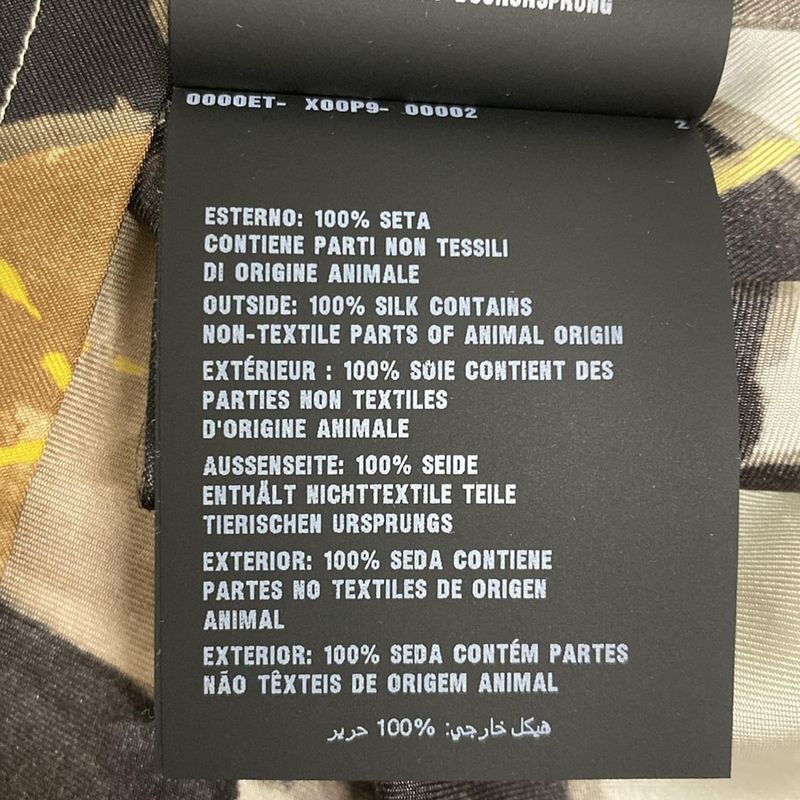 0000ET- X00P9- 00002 2
ESTERNO: 100% SETA
CONTIENE PARTI NON TESSILI
DI ORIGINE ANIMALE
OUTSIDE: 100% SILK CONTAINS
NON-TEXTILE PARTS OF ANIMAL ORIGIN
EXTÉRIEUR : 100% SOIE CONTIENT DES
PARTIES NON TEXTILES
D'ORIGINE ANIMALE
AUSSENSEITE: 100% SEIDE
ENTHÄLT NICHTTEXTILE TEILE
TIERISCHEN URSPRUNGS
EXTERIOR: 100% SEDA CONTIENE
PARTES NO TEXTILES DE ORIGEN
ANIMAL
EXTERIOR: 100% SEDA CONTÉM PARTES
NÃO TÊXTEIS DE ORIGEM ANIMAL
هيكل خارجي: %100 حرير